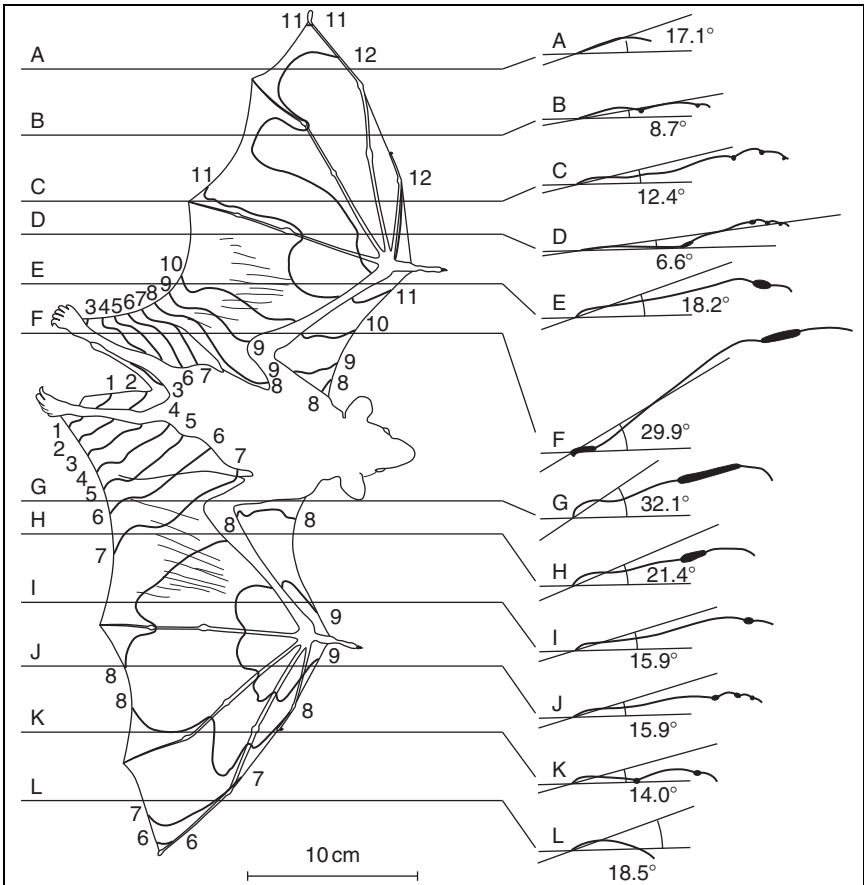 11 11
A 12
B
C 11 12
D
E 10 11
9
3 4 5 6 7 8
F 10
9 9 9
6 7 8 8 8
1 2 3
4
5
1 6
2
3 7
4
5
G
6 8 8
H
7
I
9
J 9
8
8 8
K
7
L
7
6 6
10 cm
A 17.1°
B
8.7°
C
12.4°
D
6.6°
E
18.2°
F 29.9°
G
32.1°
H
21.4°
I
15.9°
J
15.9°
K
14.0°
L
18.5°